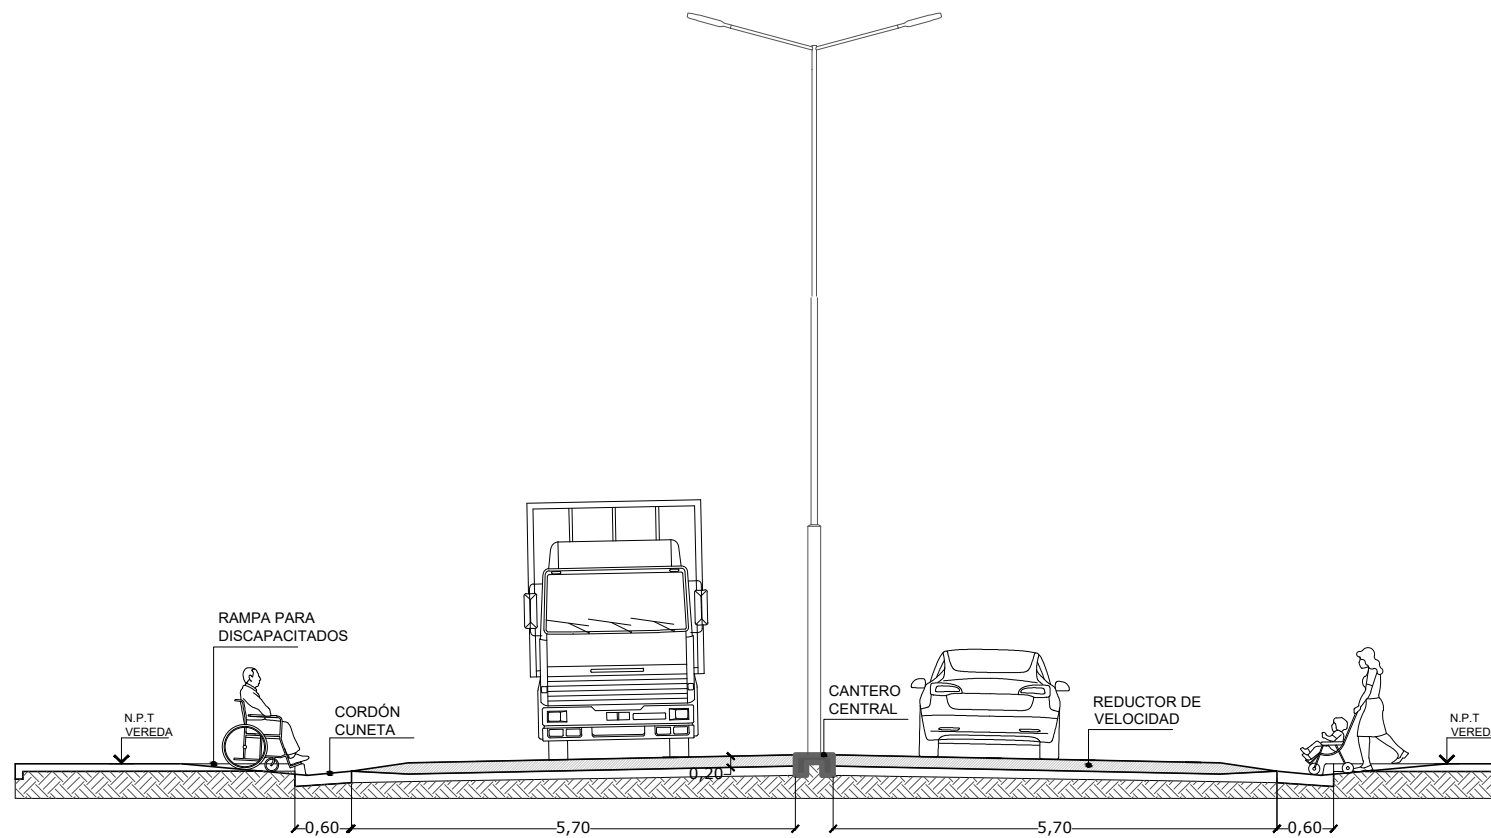 RAMPA PARA
DISCAPACITADOS
N.P.T
VEREDA
CORDÓN
CUNETA
CANTERO
CENTRAL
REDUCTOR DE
VELOCIDAD
N.P.T
VERED
0,20
0,60
5,70
5,70
0,60